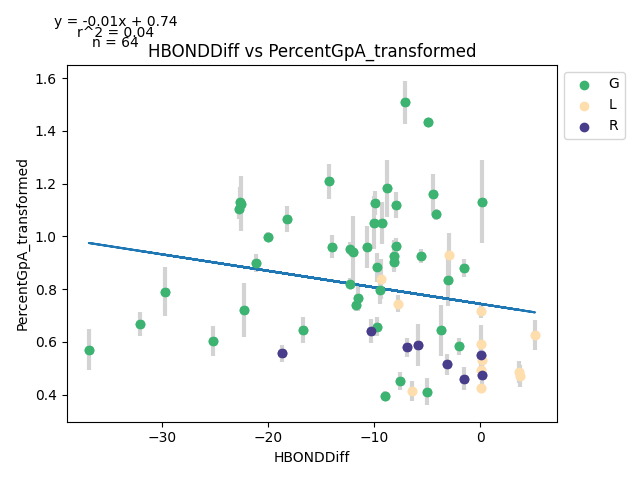 y = -0.01x + 0.74
r^2 = 0.04
n = 64
HBONDDiff vs PercentGpA_transformed
G
L
R
1.6
1.4
1.2
1.0
0.8
0.6
0.4
PercentGpA_transformed
−30
−20
−10
0
HBONDDiff